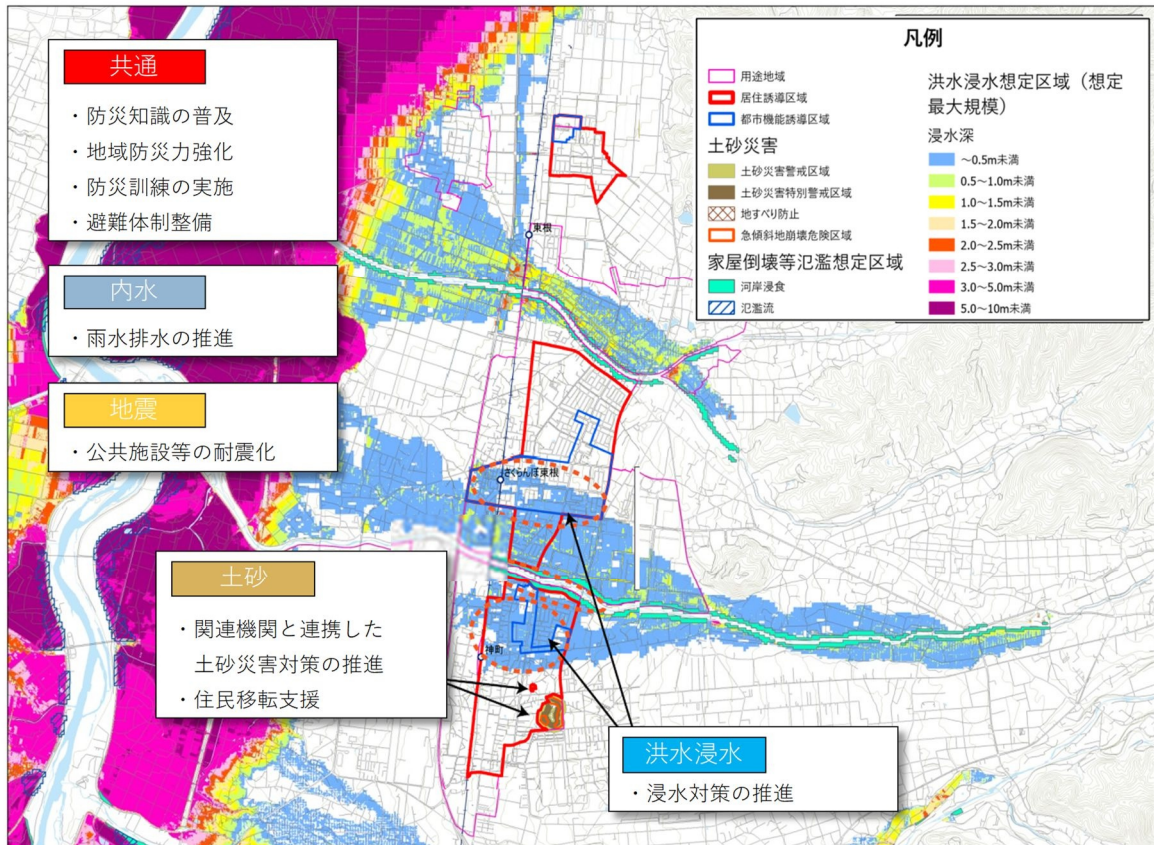 共通
・防災知識の普及
・地域防災力強化
・防災訓練の実施
・避難体制整備
内水
・雨水排水の推進
地震
・公共施設等の耐震化
土砂
・関連機関と連携した
土砂災害対策の推進
・住民移転支援
洪水浸水
・浸水対策の推進
東根
さくらんぼ東根
神町
凡例
用途地域
居住誘導区域
都市機能誘導区域
土砂災害
土砂災害警戒区域
土砂災害特別警戒区域
地すべり防止
急傾斜地崩壊危険区域
家屋倒壊等氾濫想定区域
河岸浸食
氾濫流
洪水浸水想定区域（想定
最大規模）
浸水深
～0.5m未満
0.5～1.0m未満
1.0～1.5m未満
1.5～2.0m未満
2.0～2.5m未満
2.5～3.0m未満
3.0～5.0m未満
5.0～10m未満